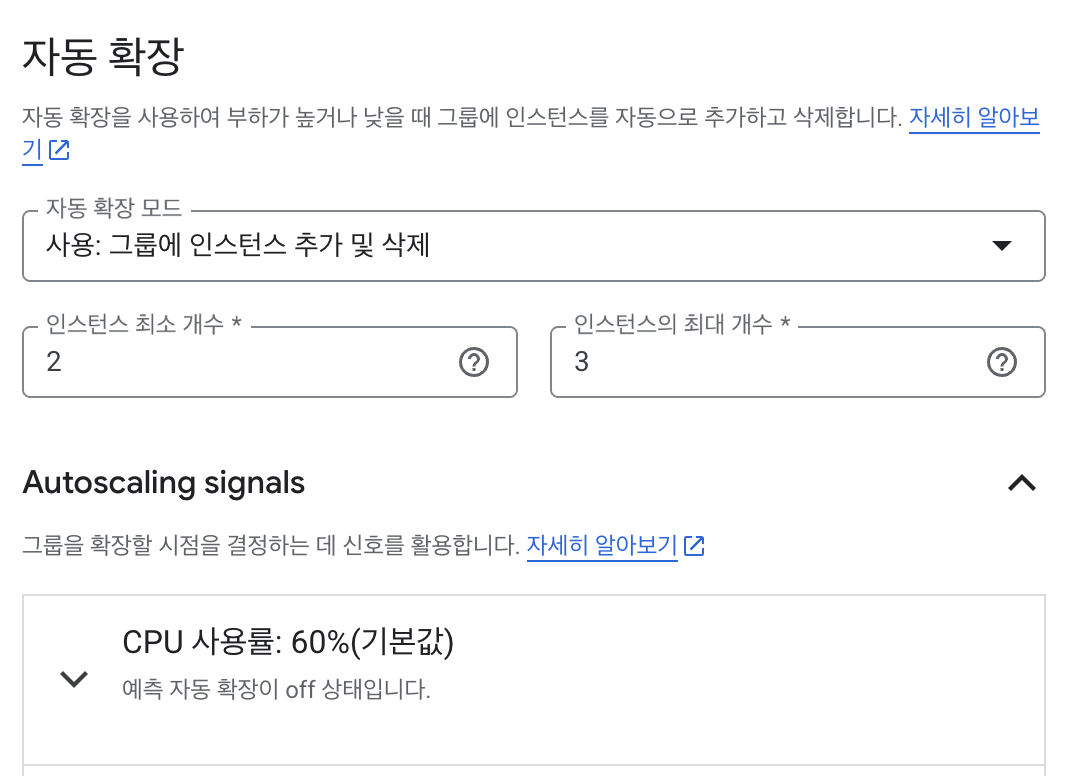 자동 확장
자동 확장을 사용하여 부하가 높거나 낮을 때 그룹에 인스턴스를 자동으로 추가하고 삭제합니다. 자세히 알아보
기
자동 확장 모드
사용: 그룹에 인스턴스 추가 및 삭제
인스턴스 최소 개수 *
2
인스턴스의 최대 개수 *
3
Autoscaling signals
그룹을 확장할 시점을 결정하는 데 신호를 활용합니다. 자세히 알아보기
CPU 사용률: 60%(기본값)
예측 자동 확장이 off 상태입니다.